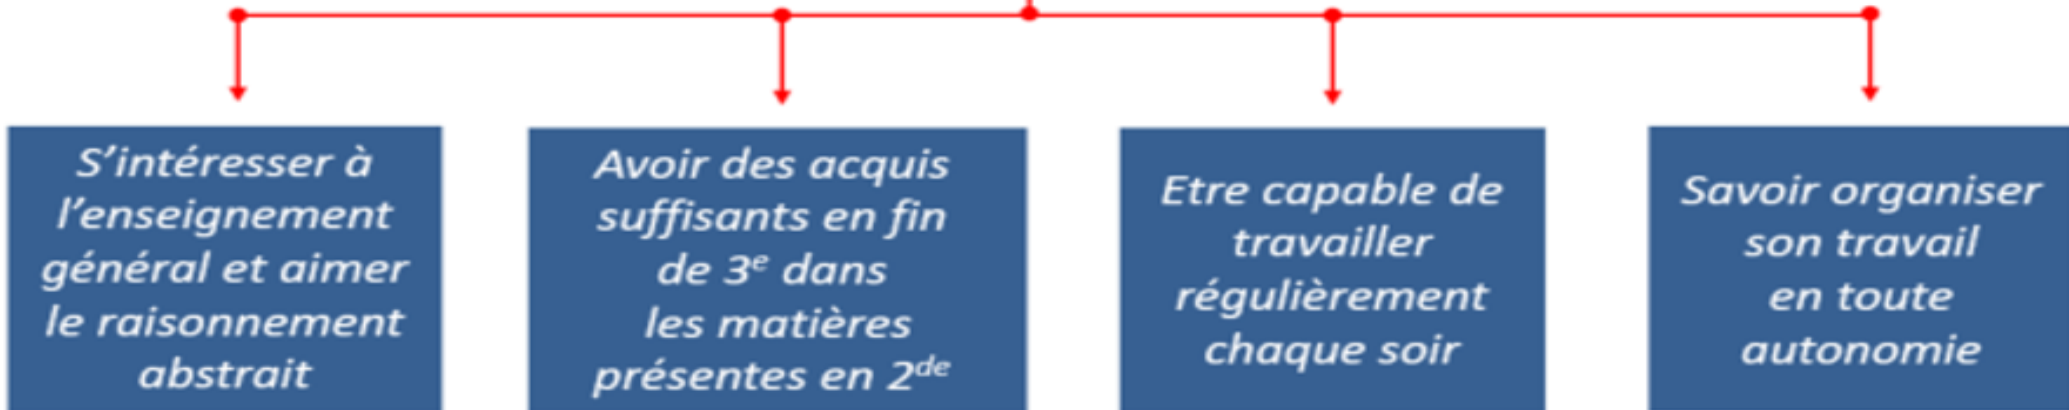 S'intéresser à
l'enseignement
général et aimer
le raisonnement
abstrait
Avoir des acquis
suffisants en fin
de 3e dans
les matières
présentes en 2de
Etre capable de
travailler
régulièrement
chaque soir
Savoir organiser
son travail
en toute
autonomie